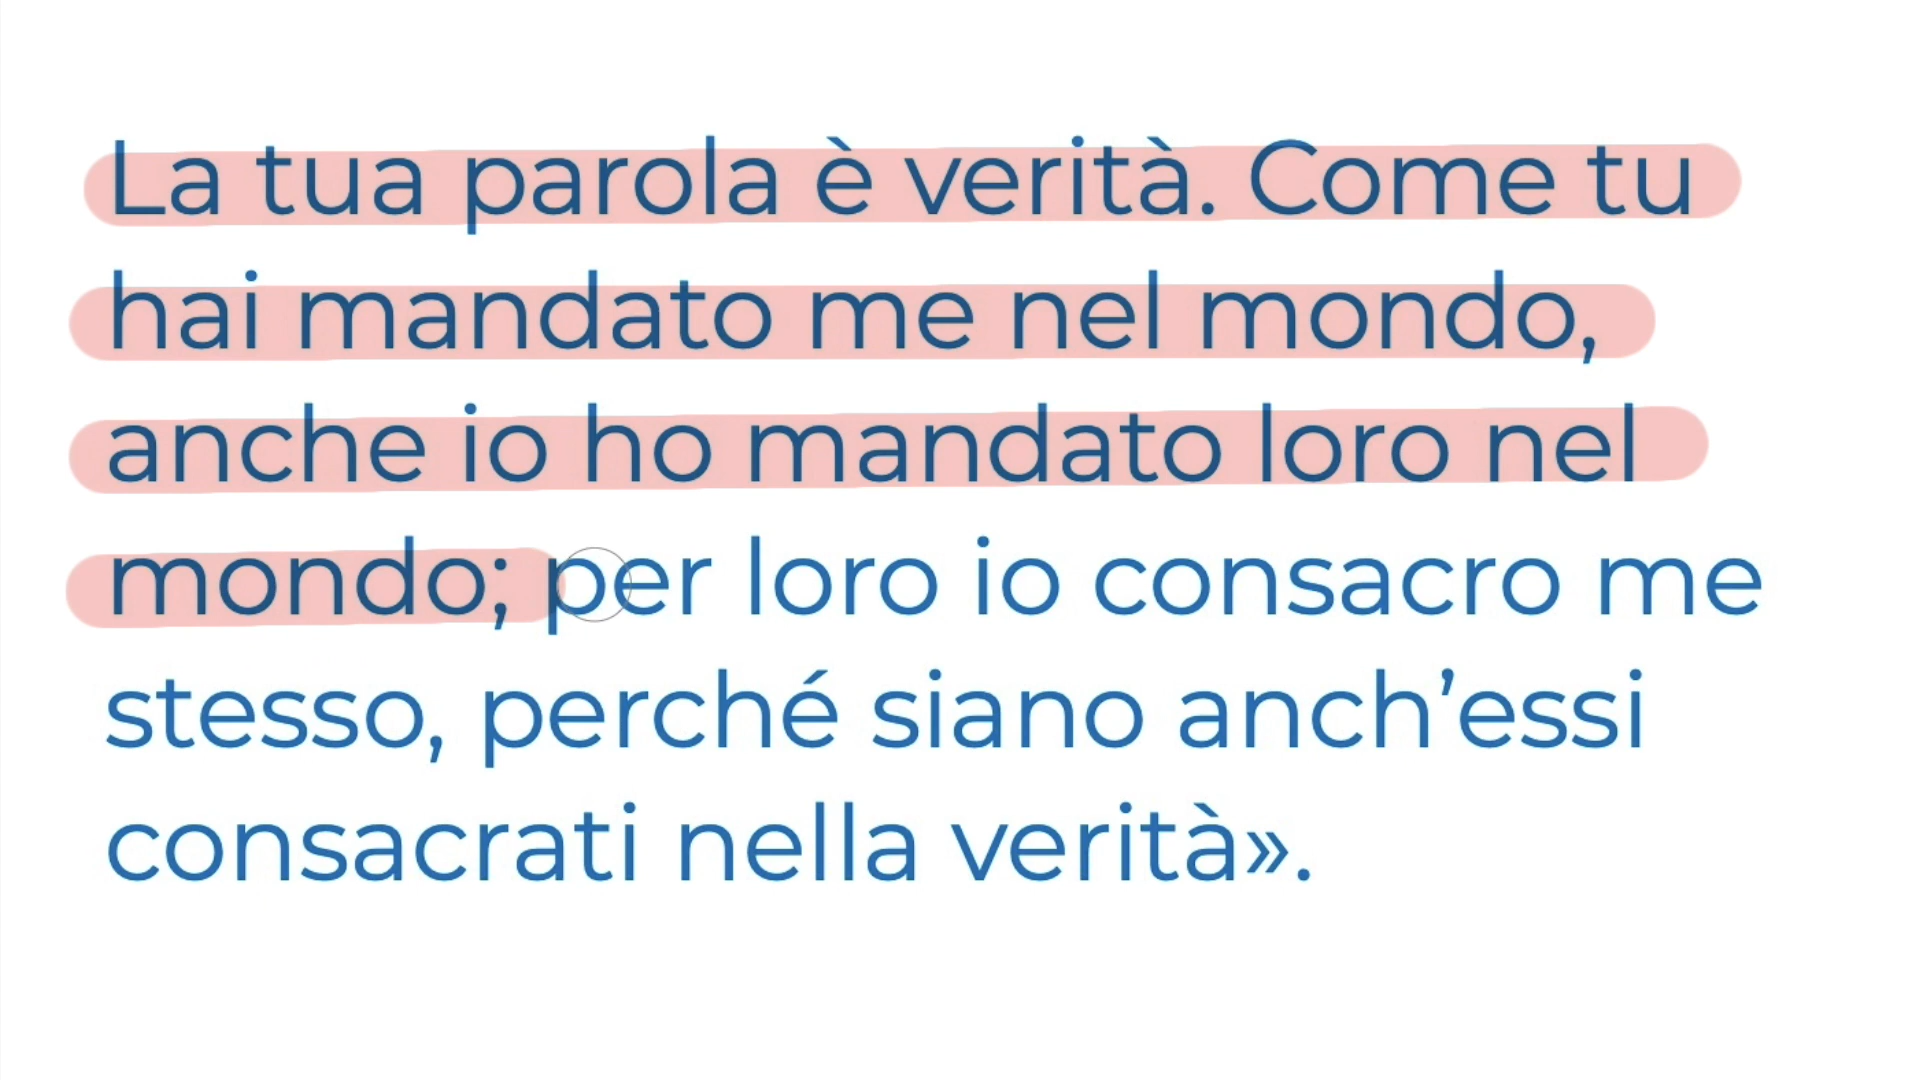 La tua parola è verità. Come tu
hai mandato me nel mondo,
anche io ho mandato loro nel
mondo; per loro io consacro me
stesso, perché siano anch’essi
consacrati nella verità».